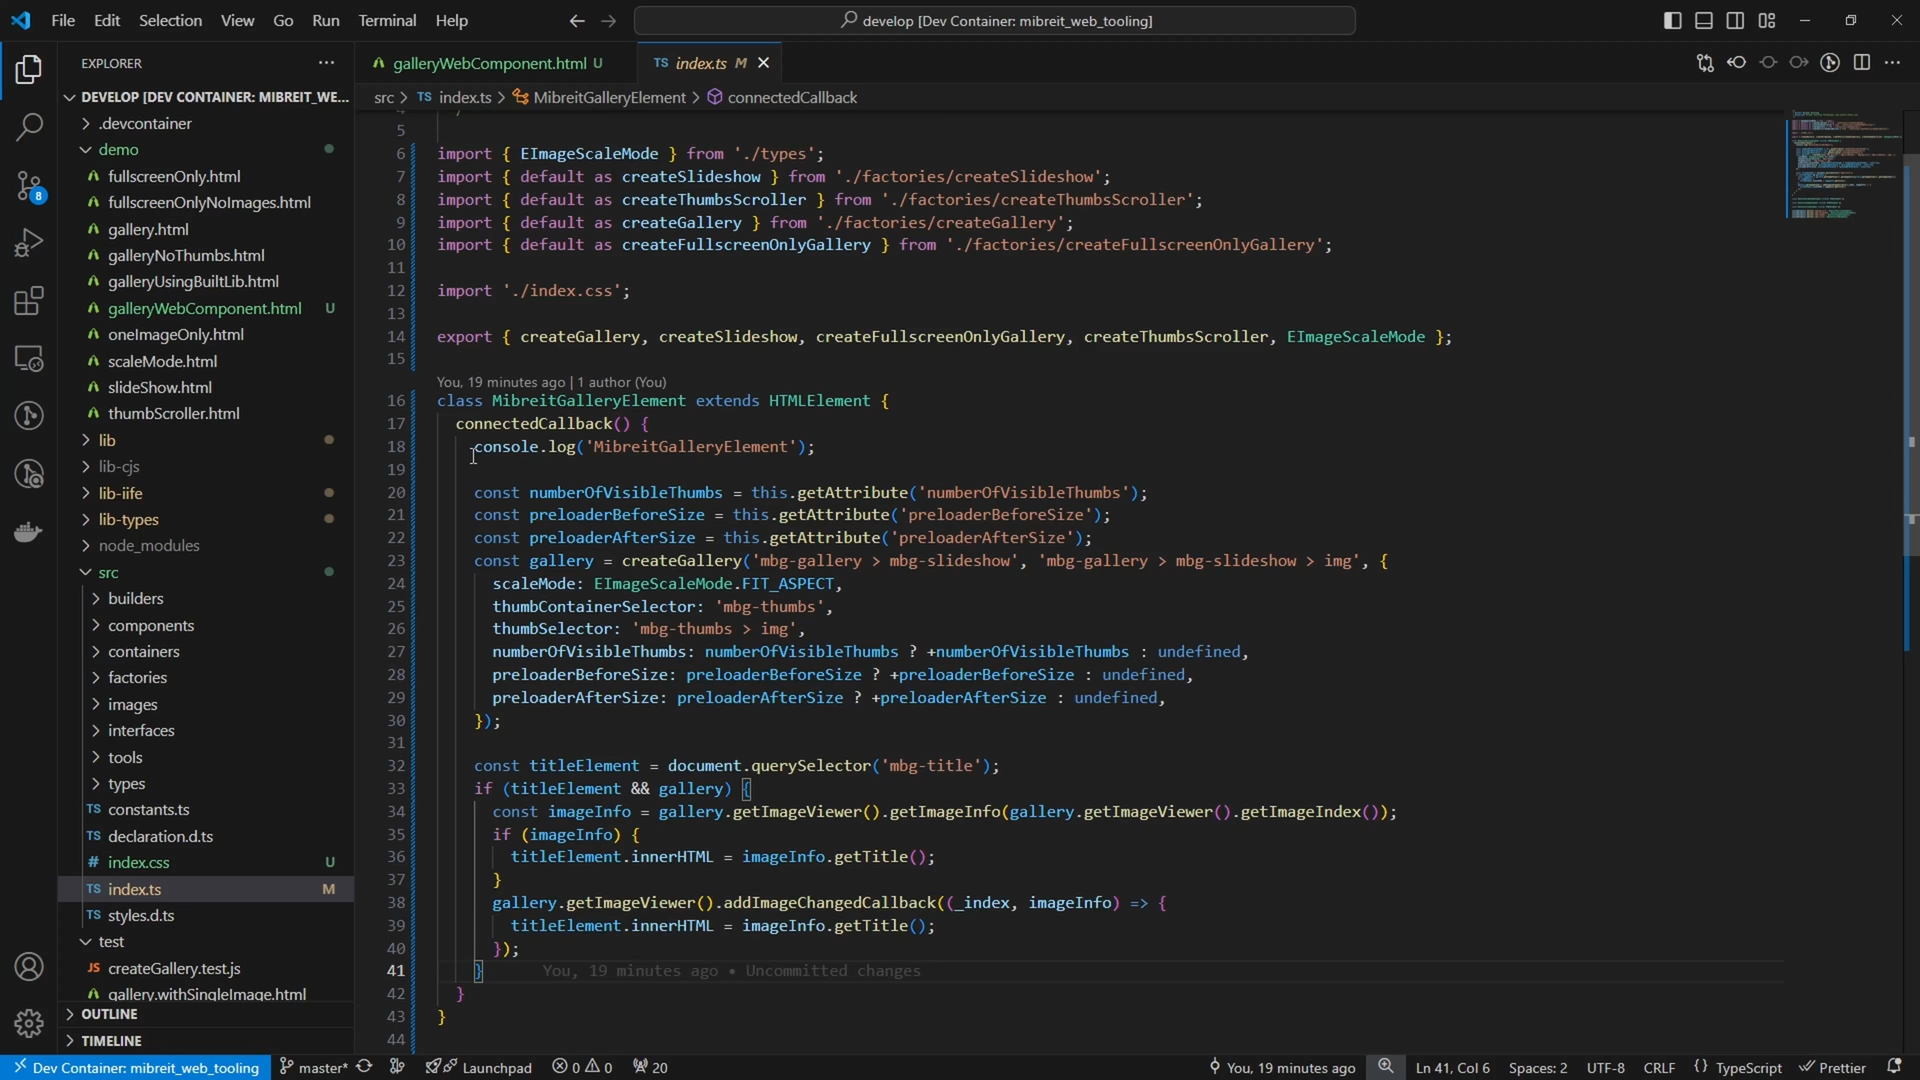 File Edit Selection View Go Run Terminal Help
develop [Dev Container: mibreit_web_tooling]
EXPLORER
DEVELOP [DEV CONTAINER: MIBREIT_WE...
.devcontainer
demo
fullscreenOnly.html
fullscreenOnlyNoImages.html
gallery.html
galleryNoThumbs.html
galleryUsingBuiltLib.html
galleryWebComponent.html U
oneImageOnly.html
scaleMode.html
slideShow.html
thumbScroller.html
lib
lib-cjs
lib-iife
lib-types
node_modules
src
builders
components
containers
factories
images
interfaces
tools
types
TS constants.ts
TS declaration.d.ts
# index.css U
TS index.ts M
TS styles.d.ts
test
JS createGallery.test.js
gallery.withSingleImage.html
OUTLINE
TIMELINE
8
galleryWebComponent.html U
TS index.ts M
src > TS index.ts > MibreitGalleryElement > connectedCallback
5
6 import { EImageScaleMode } from './types';
7 import { default as createSlideshow } from './factories/createSlideshow';
8 import { default as createThumbsScroller } from './factories/createThumbsScroller';
9 import { default as createGallery } from './factories/createGallery';
10 import { default as createFullscreenOnlyGallery } from './factories/createFullscreenOnlyGallery';
11
12 import './index.css';
13
14 export { createGallery, createSlideshow, createFullscreenOnlyGallery, createThumbsScroller, EImageScaleMode };
15
You, 19 minutes ago | 1 author (You)
16 class MibreitGalleryElement extends HTMLElement {
17 connectedCallback() {
18 console.log('MibreitGalleryElement');
19
20 const numberOfVisibleThumbs = this.getAttribute('numberOfVisibleThumbs');
21 const preloaderBeforeSize = this.getAttribute('preloaderBeforeSize');
22 const preloaderAfterSize = this.getAttribute('preloaderAfterSize');
23 const gallery = createGallery('mbg-gallery > mbg-slideshow', 'mbg-gallery > mbg-slideshow > img', {
24 scaleMode: EImageScaleMode.FIT_ASPECT,
25 thumbContainerSelector: 'mbg-thumbs',
26 thumbSelector: 'mbg-thumbs > img',
27 numberOfVisibleThumbs: numberOfVisibleThumbs ? +numberOfVisibleThumbs : undefined,
28 preloaderBeforeSize: preloaderBeforeSize ? +preloaderBeforeSize : undefined,
29 preloaderAfterSize: preloaderAfterSize ? +preloaderAfterSize : undefined,
30 });
31
32 const titleElement = document.querySelector('mbg-title');
33 if (titleElement && gallery) {
34 const imageInfo = gallery.getImageViewer().getImageInfo(gallery.getImageViewer().getImageIndex());
35 if (imageInfo) {
36 titleElement.innerHTML = imageInfo.getTitle();
37 }
38 gallery.getImageViewer().addImageChangedCallback((_index, imageInfo) => {
39 titleElement.innerHTML = imageInfo.getTitle();
40 });
41 } You, 19 minutes ago • Uncommitted changes
42 }
43 }
44
Dev Container: mibreit_web_tooling master* Launchpad 0 0 20 You, 19 minutes ago Ln 41, Col 6 Spaces: 2 UTF-8 CRLF {} TypeScript Prettier